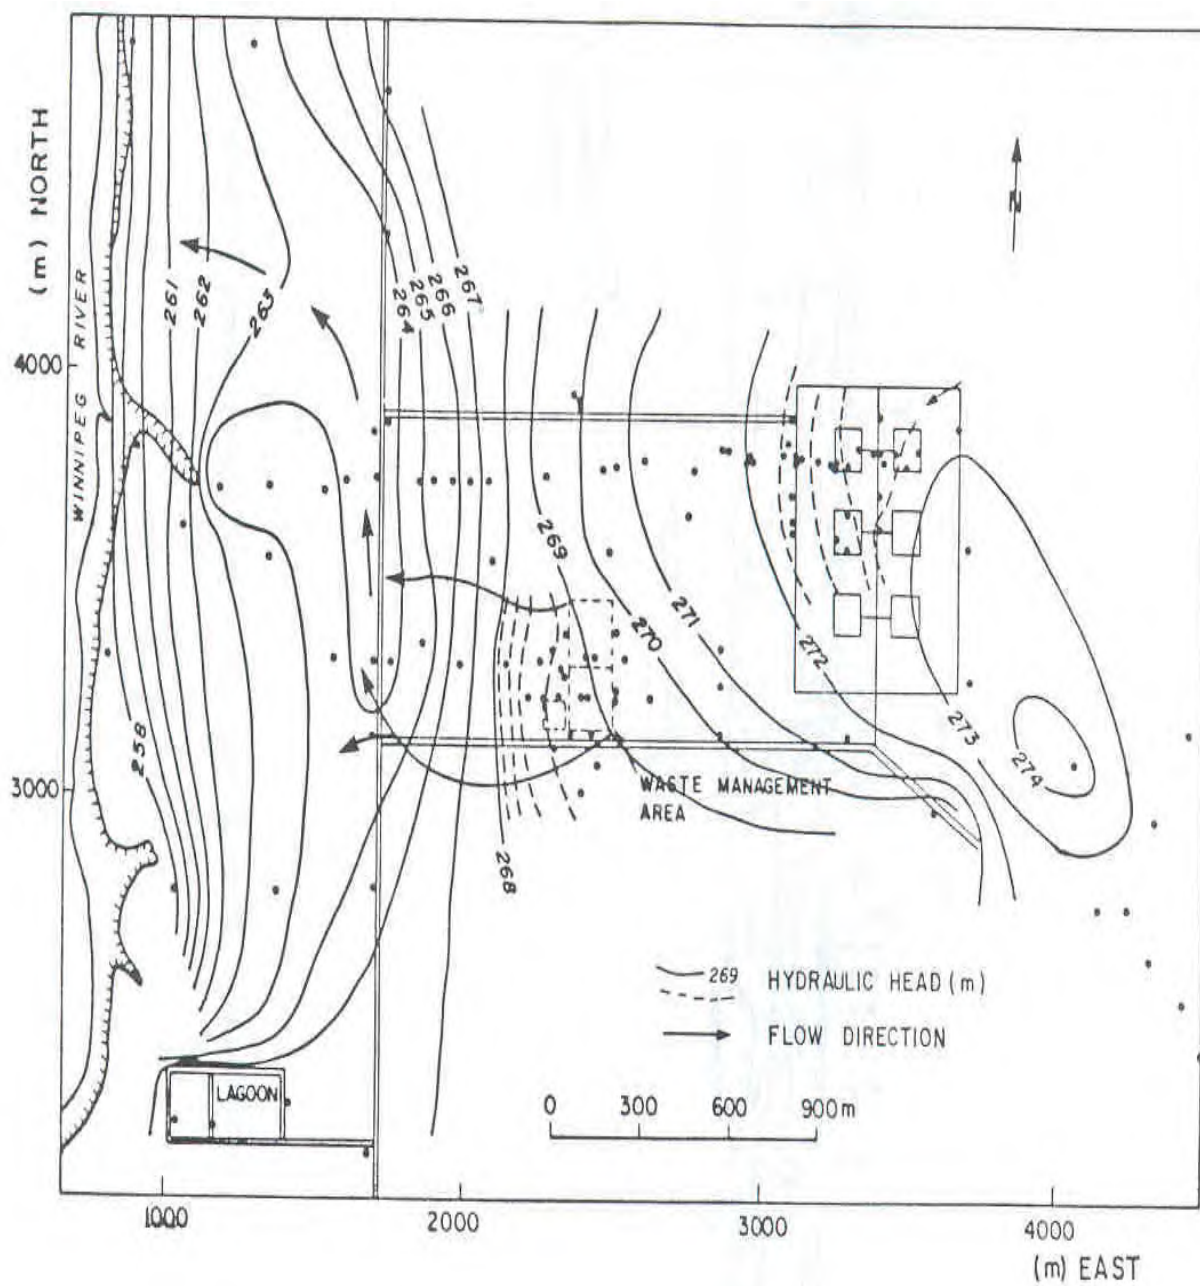 (m) NORTH
WINNIPEG RIVER
4000
3000
N
261
262
263
264
265
266
267
269
270
271
272
273
274
258
268
WASTE MANAGEMENT
AREA
269 HYDRAULIC HEAD (m)
FLOW DIRECTION
LAGOON
0 300 600 900m
1000 2000 3000 4000
(m) EAST